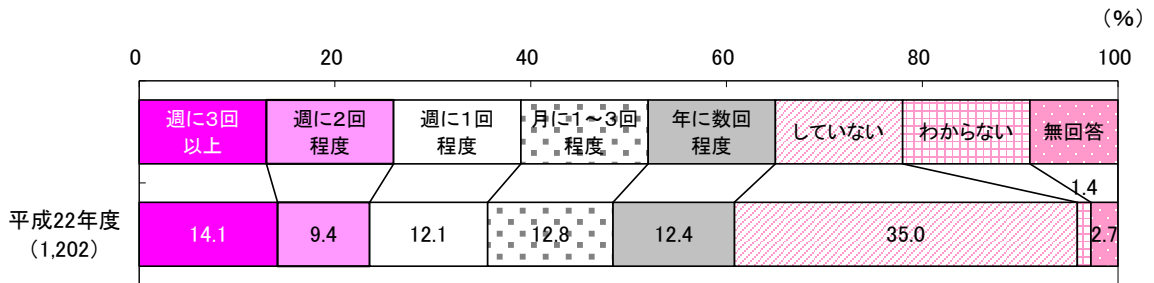 (%)
0 20 40 60 80 100
週に3回 週に2回 週に1回 月に1～3回 年に数回 していない わからない 無回答
以上 程度 程度 程度 程度
1.4
平成22年度
(1,202)
14.1 9.4 12.1 12.8 12.4 35.0 2.7